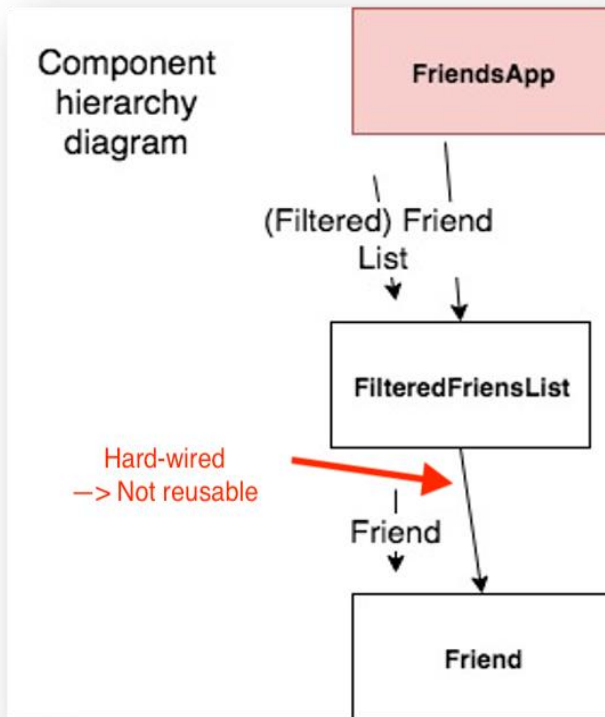 Component
hierarchy
diagram
FriendsApp
(Filtered) Friend
List
FilteredFriensList
Hard-wired
—> Not reusable
Friend
Friend